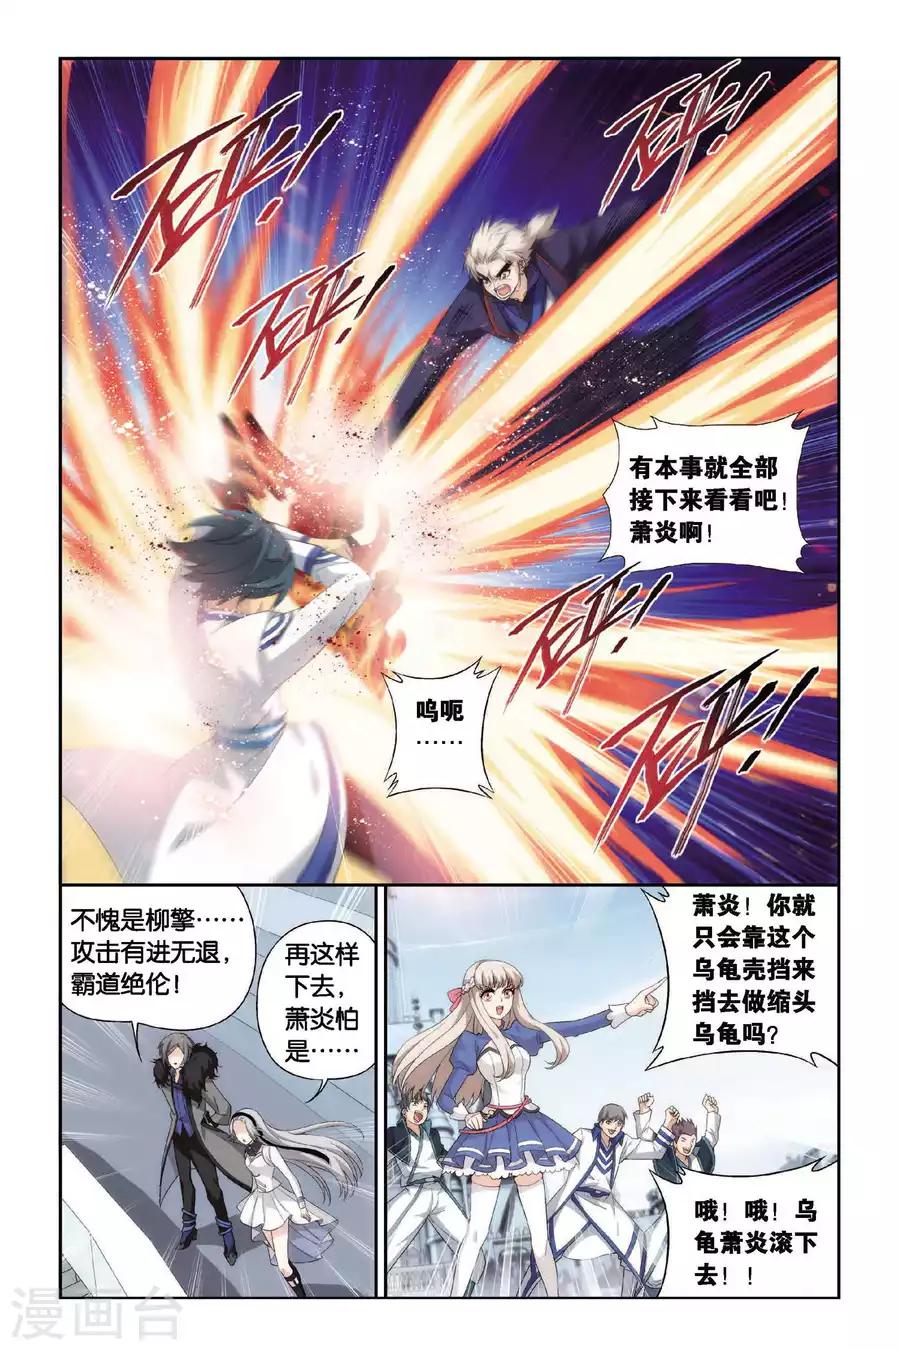 砰!
砰!
砰!
有本事就全部
接下来看看吧!
萧炎啊!
砰!
呜呃
……
砰!
不愧是柳擎……
攻击有进无退,
霸道绝伦!
再这样
下去,
萧炎怕
是……
萧炎! 你就
只会靠这个
乌龟壳挡来
挡去做缩头
乌龟吗?
哦! 哦! 乌
龟萧炎滚下
去! !
漫画台